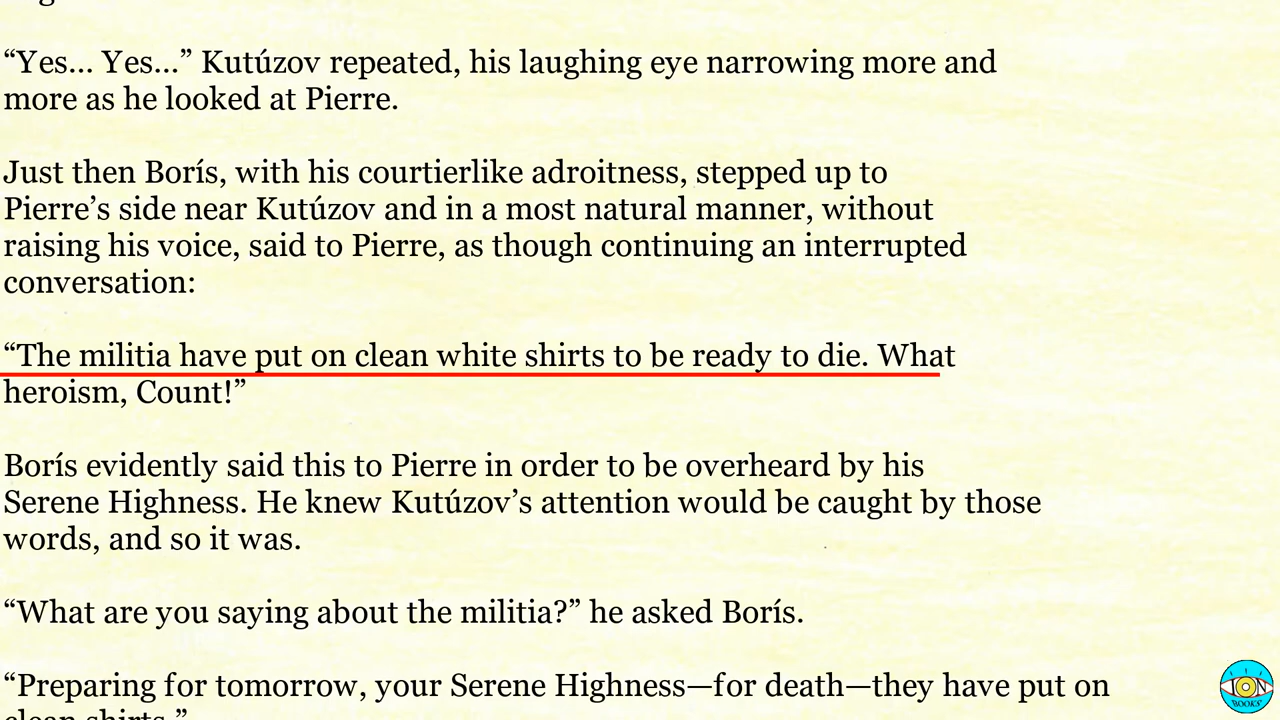 “Yes... Yes...” Kutúzov repeated, his laughing eye narrowing more and
more as he looked at Pierre.
Just then Borís, with his courtierlike adroitness, stepped up to
Pierre’s side near Kutúzov and in a most natural manner, without
raising his voice, said to Pierre, as though continuing an interrupted
conversation:
“The militia have put on clean white shirts to be ready to die. What
heroism, Count!”
Borís evidently said this to Pierre in order to be overheard by his
Serene Highness. He knew Kutúzov’s attention would be caught by those
words, and so it was.
“What are you saying about the militia?” he asked Borís.
“Preparing for tomorrow, your Serene Highness—for death—they have put on
clean shirts.”
ION
BOOKS